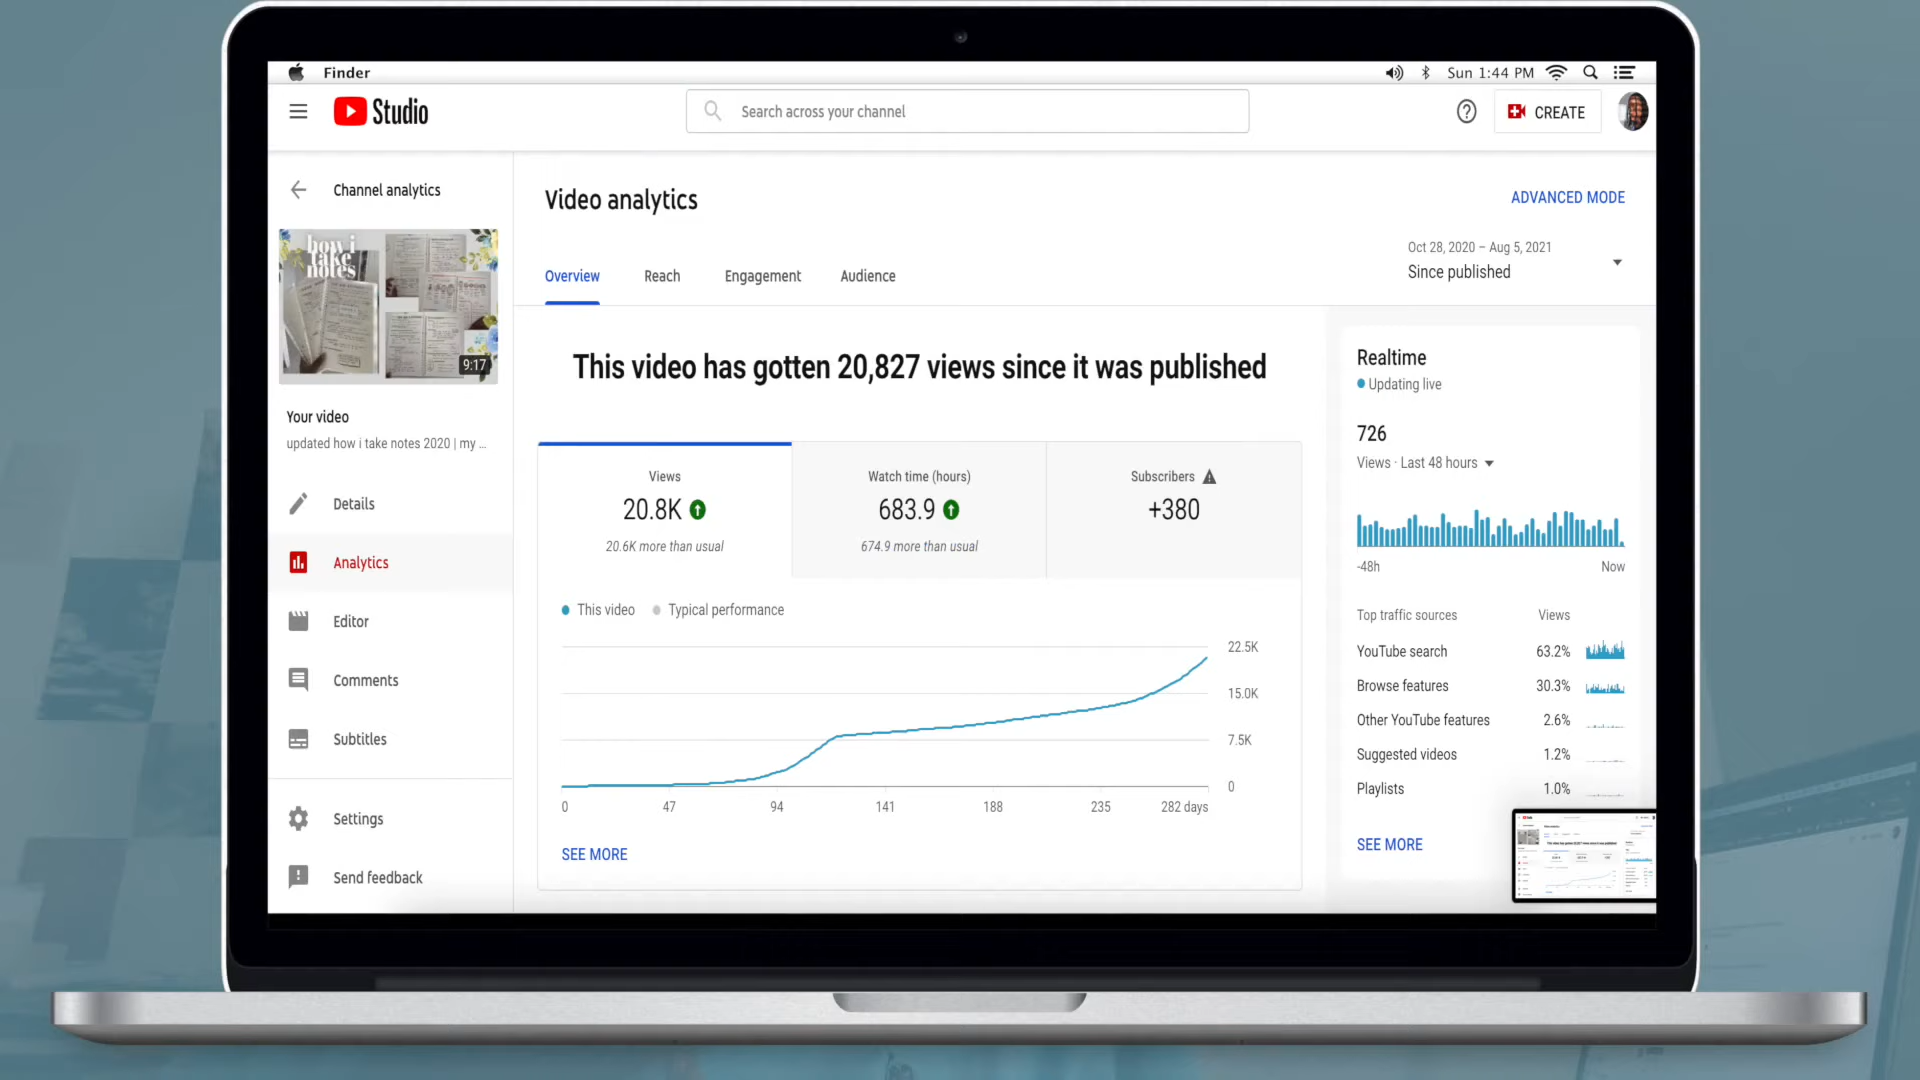 Finder
Sun 1:44 PM
Studio
Search across your channel
CREATE
Channel analytics
how i
take
notes
9:17
Your video
updated how i take notes 2020 | my ...
Details
Analytics
Editor
Comments
Subtitles
Settings
Send feedback
Video analytics
ADVANCED MODE
Oct 28, 2020 – Aug 5, 2021
Since published
Overview
Reach
Engagement
Audience
This video has gotten 20,827 views since it was published
Views
20.8K
20.6K more than usual
Watch time (hours)
683.9
674.9 more than usual
Subscribers
+380
This video
Typical performance
22.5K
15.0K
7.5K
0
0
47
94
141
188
235
282 days
SEE MORE
Realtime
Updating live
726
Views · Last 48 hours
-48h
Now
Top traffic sources
Views
YouTube search
63.2%
Browse features
30.3%
Other YouTube features
2.6%
Suggested videos
1.2%
Playlists
1.0%
SEE MORE